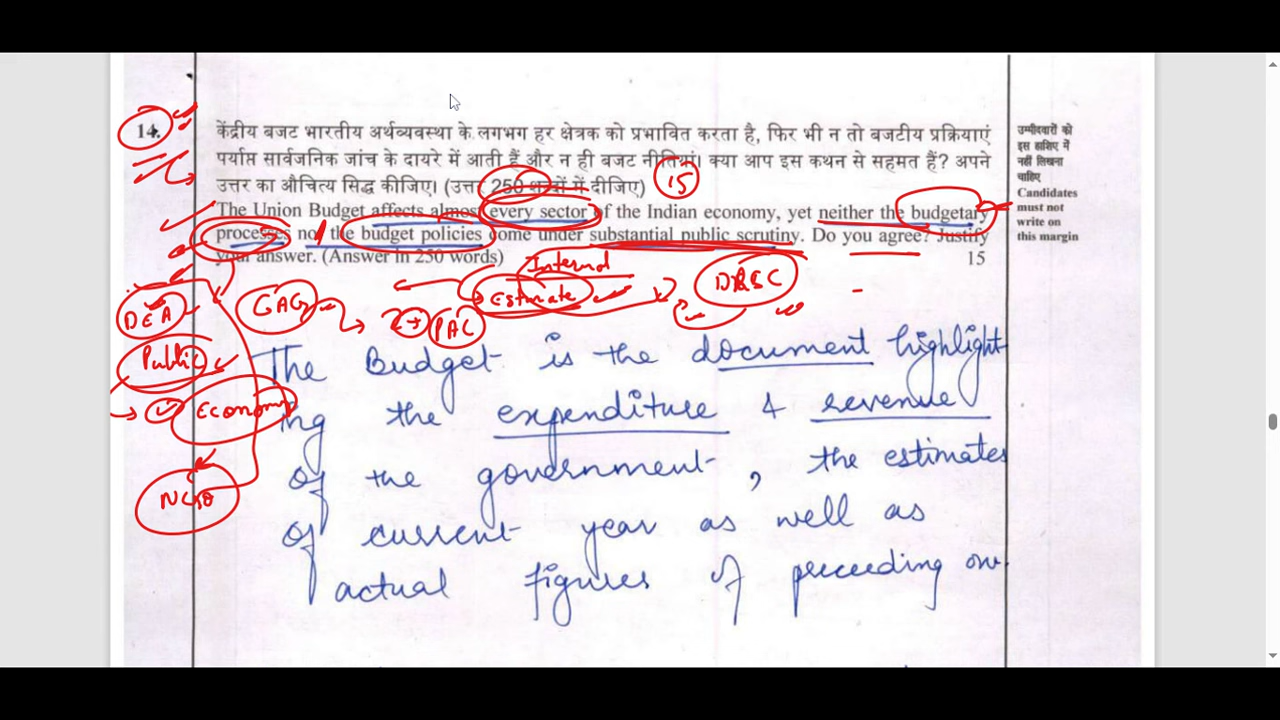 14.
केंद्रीय बजट भारतीय अर्थव्यवस्था के लगभग हर क्षेत्रक को प्रभावित करता है, फिर भी न तो बजटीय प्रक्रियाएं
पर्याप्त सार्वजनिक जांच के दायरे में आती हैं और न ही बजट नीतियां। क्या आप इस कथन से सहमत हैं? अपने
उत्तर का औचित्य सिद्ध कीजिए। (उत्तर 250 शब्दों में दीजिए)
15
The Union Budget affects almost every sector of the Indian economy, yet neither the budgetary
processes nor the budget policies come under substantial public scrutiny. Do you agree? Justify
your answer. (Answer in 250 words)
15
उम्मीदवारों को
इस हाशिए में
नहीं लिखना
चाहिए
Candidates
must not
write on
this margin
Internal
Estimate
DRSC
DEA
CAG
PAC
Public
Economy
The Budget is the document highlight
ing the expenditure & revenue
of the government, the estimates
of current year as well as
actual figures of preceeding one.